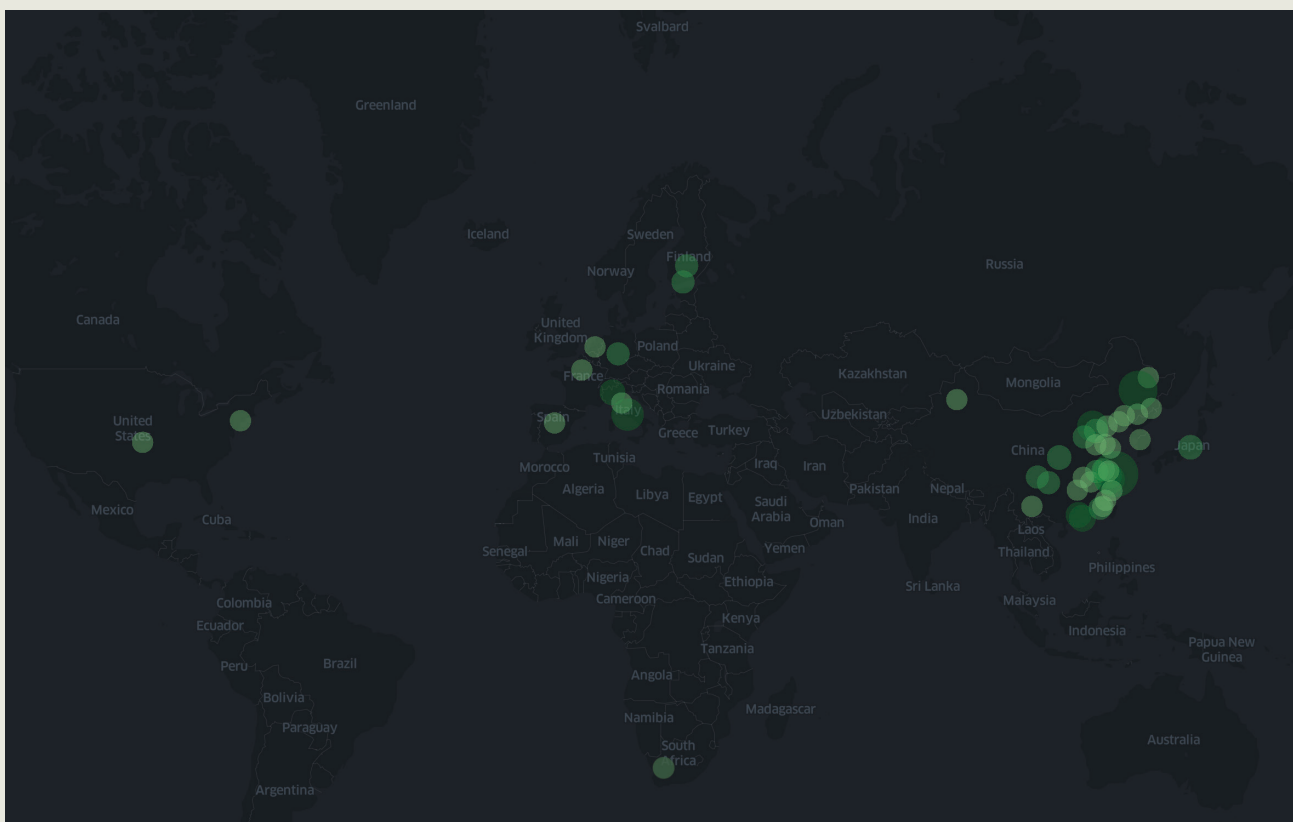 Svalbard
Greenland
Iceland
Sweden
Finland
Norway
Russia
Canada
United
Kingdom
Poland
France
Ukraine
Kazakhstan
Mongolia
Romania
United
States
Spain
Italy
Uzbekistan
Greece
Turkey
China
Japan
Morocco
Tunisia
Iraq
Iran
Algeria
Libya
Egypt
Pakistan
Nepal
Mexico
Cuba
Saudi
Arabia
Oman
India
Laos
Senegal
Mali
Niger
Chad
Sudan
Yemen
Thailand
Philippines
Nigeria
Ethiopia
Sri Lanka
Colombia
Cameroon
Malaysia
Ecuador
Kenya
Indonesia
Peru
Brazil
Tanzania
Papua New
Guinea
Angola
Bolivia
Namibia
Madagascar
Paraguay
South
Africa
Australia
Argentina